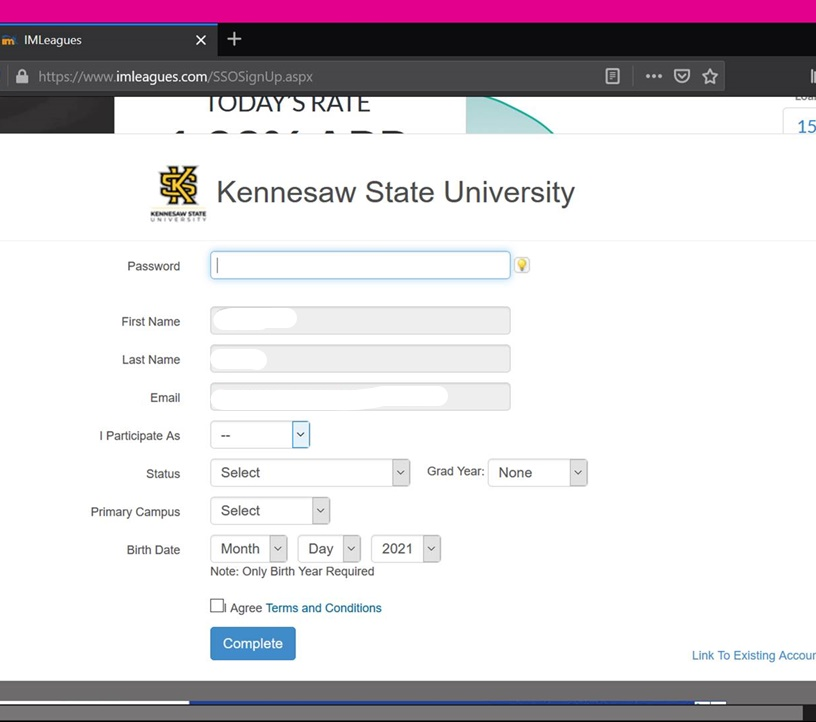 IMLeagues
https://www.imleagues.com/SSOSignUp.aspx
TODAY'S RATE
15
KENNESAW STATE
UNIVERSITY
Kennesaw State University
Password
First Name
Last Name
Email
I Participate As --
Status Select Grad Year: None
Primary Campus Select
Birth Date Month Day 2021
Note: Only Birth Year Required
I Agree Terms and Conditions
Complete
Link To Existing Accour